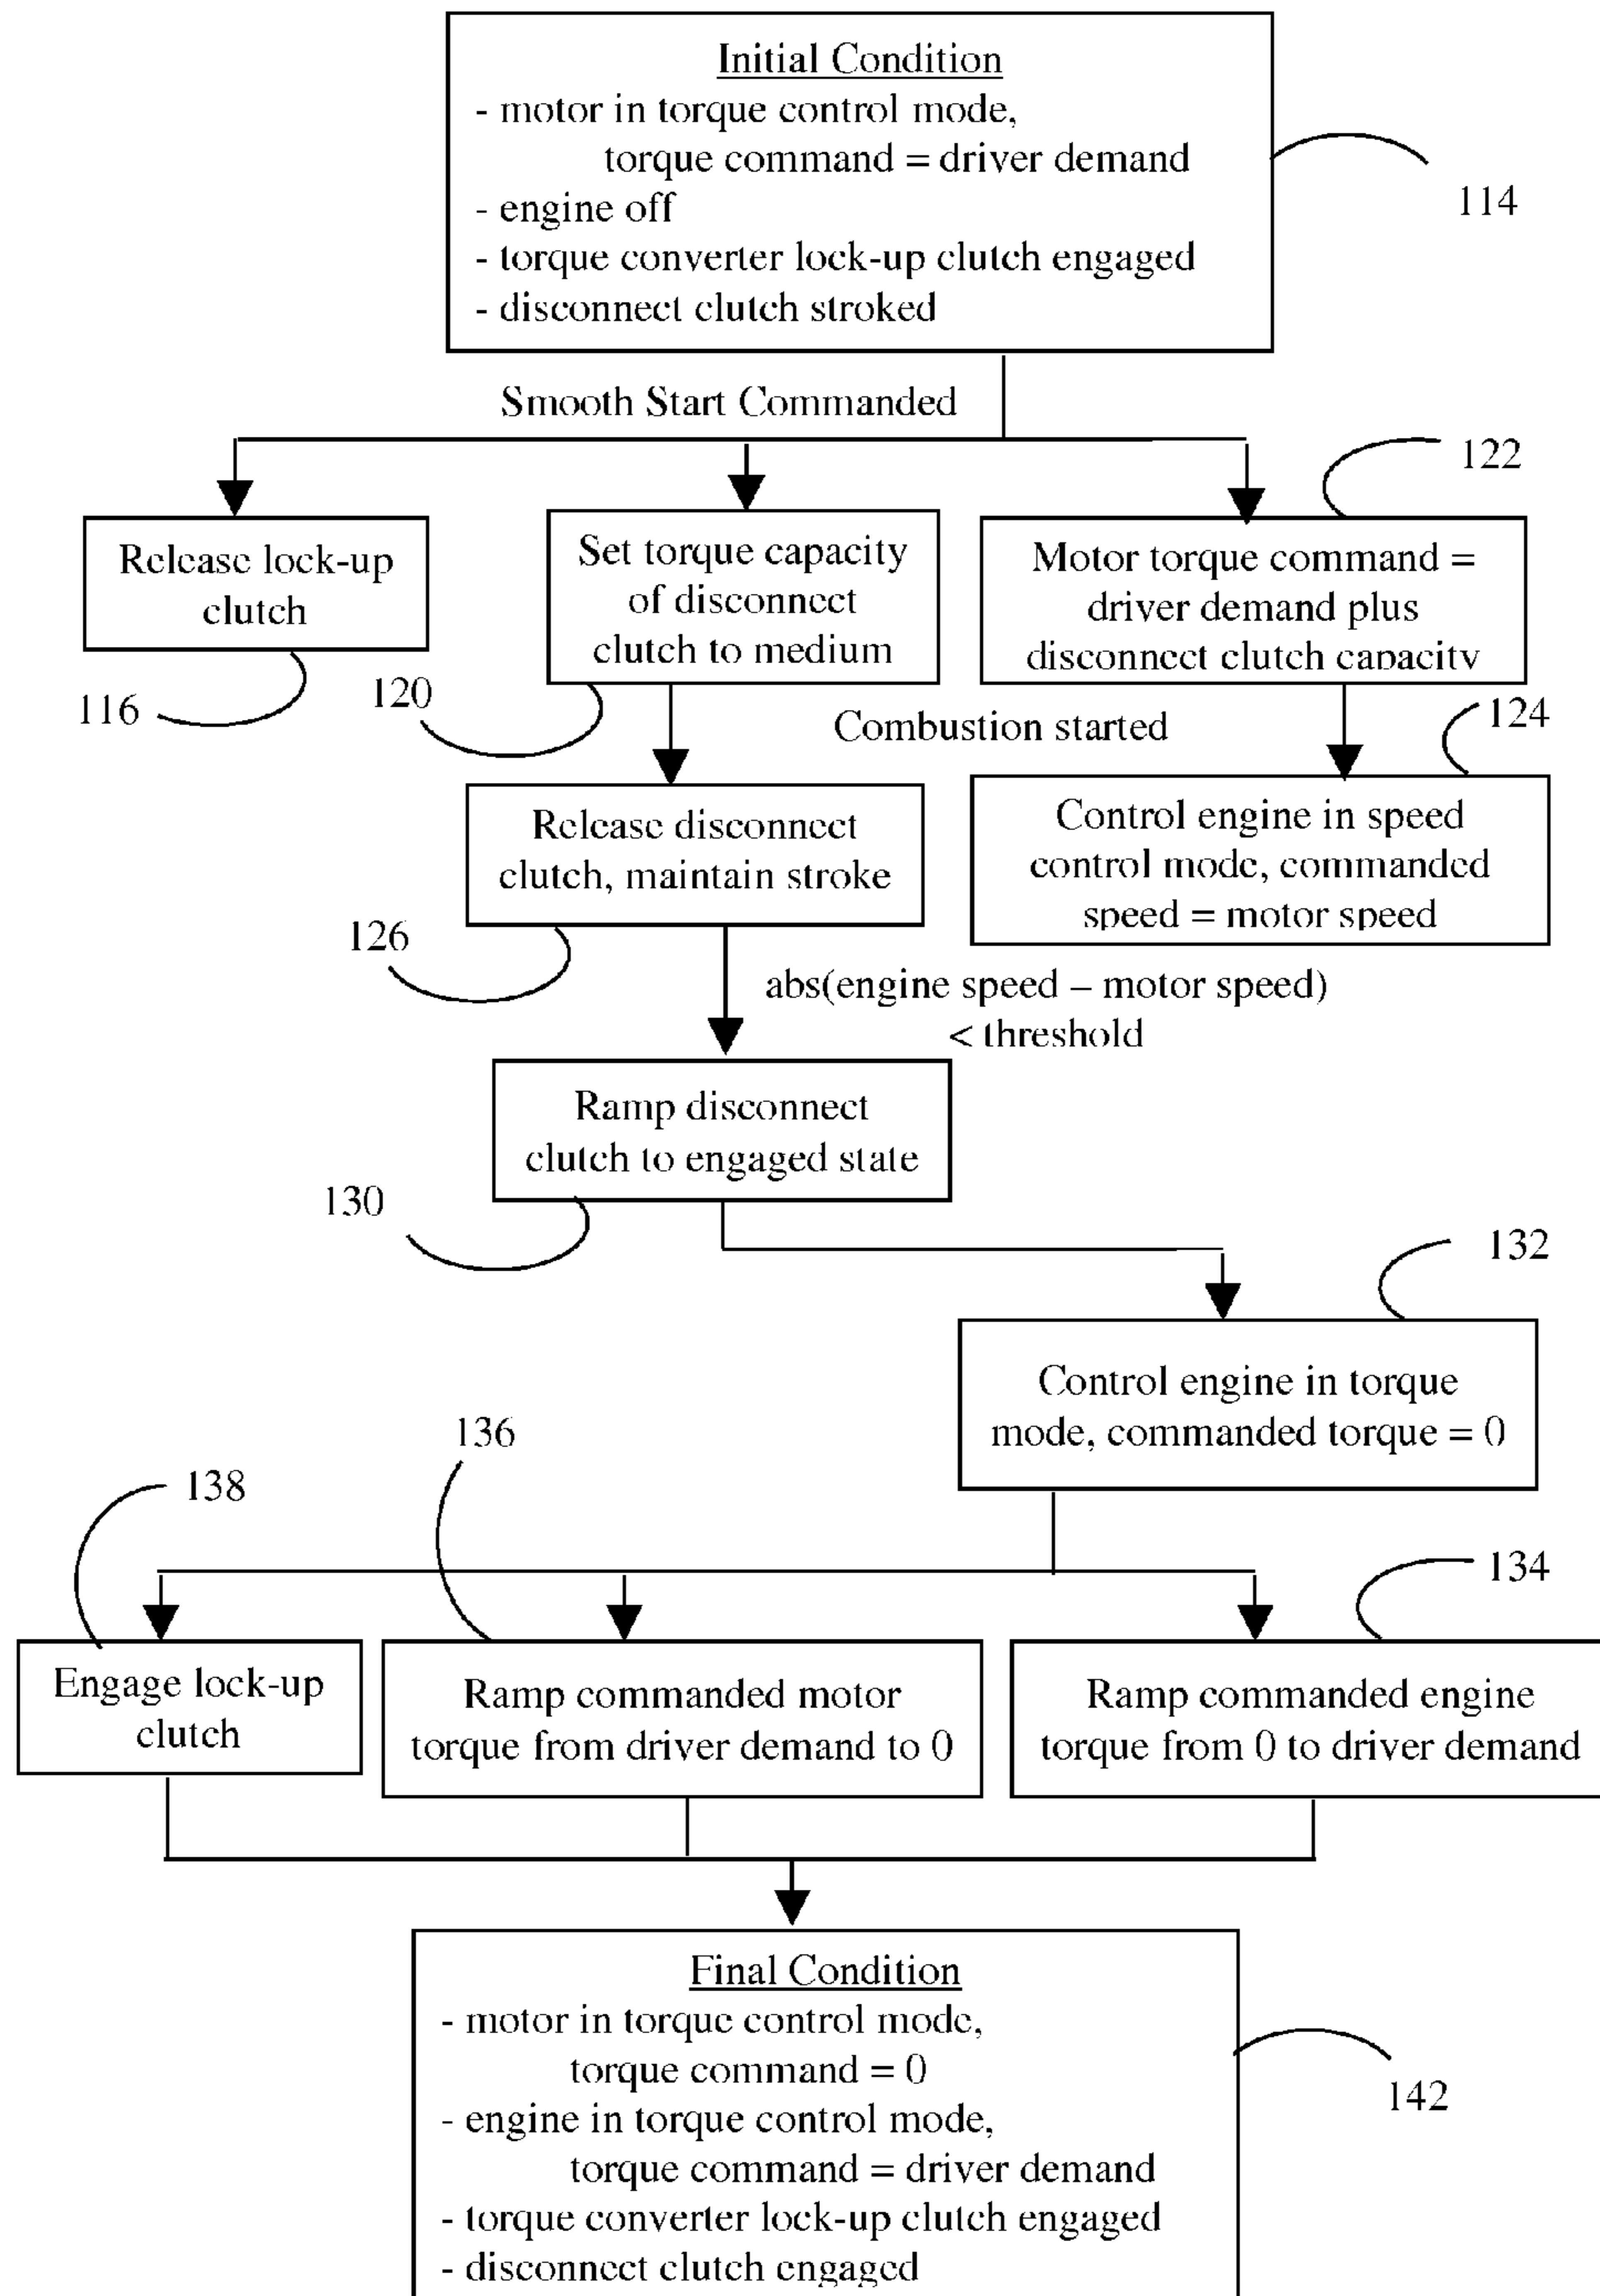 Initial Condition
- motor in torque control mode,
torque command = driver demand
- engine off
- torque converter lock-up clutch engaged
- disconnect clutch stroked
114
Smooth Start Commanded
122
Release lock-up
clutch
116
Set torque capacity
of disconnect
clutch to medium
120
Motor torque command =
driver demand plus
disconnect clutch capacity
Combustion started
124
Release disconnect
clutch, maintain stroke
126
Control engine in speed
control mode, commanded
speed = motor speed
abs(engine speed – motor speed)
< threshold
Ramp disconnect
clutch to engaged state
130
132
Control engine in torque
mode, commanded torque = 0
136
138
134
Engage lock-up
clutch
Ramp commanded motor
torque from driver demand to 0
Ramp commanded engine
torque from 0 to driver demand
Final Condition
- motor in torque control mode,
torque command = 0
- engine in torque control mode,
torque command = driver demand
- torque converter lock-up clutch engaged
- disconnect clutch engaged
142